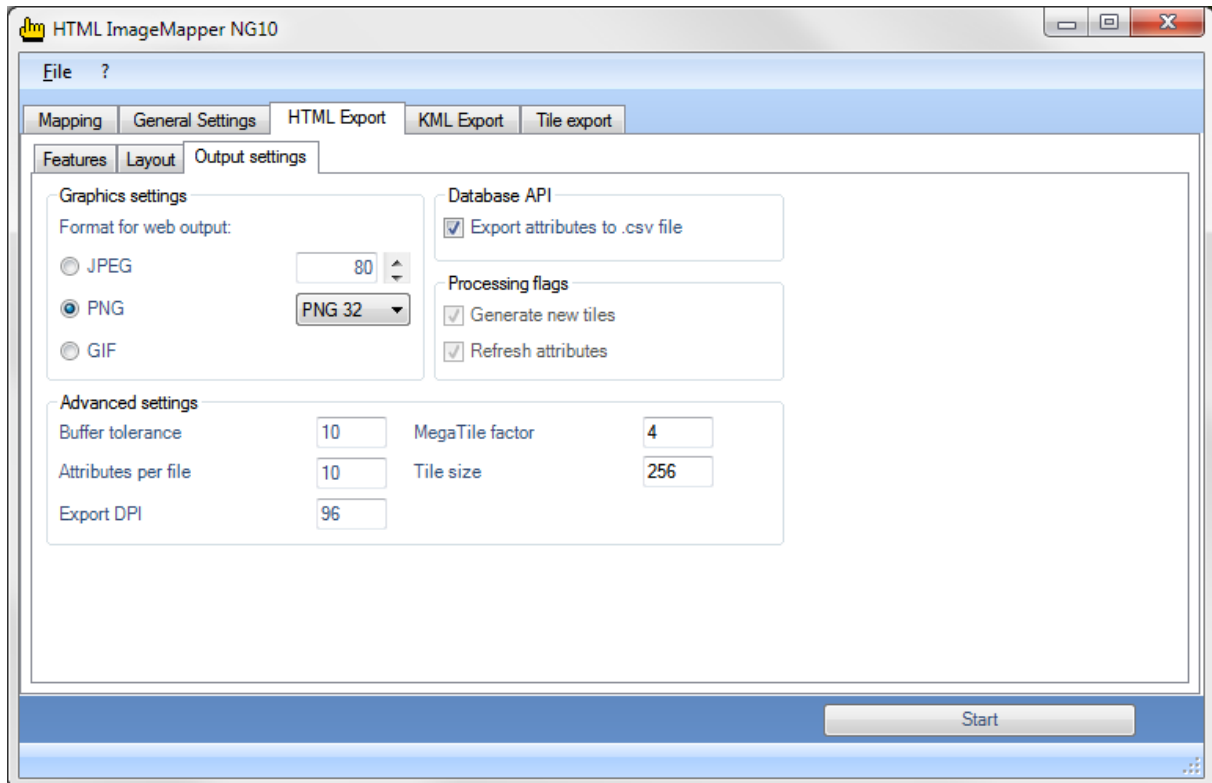 HTML ImageMapper NG10
File ?
Mapping General Settings HTML Export KML Export Tile export
Features Layout Output settings
Graphics settings
Format for web output:
JPEG 80
PNG PNG 32
GIF
Database API
Export attributes to .csv file
Processing flags
Generate new tiles
Refresh attributes
Advanced settings
Buffer tolerance 10 MegaTile factor 4
Attributes per file 10 Tile size 256
Export DPI 96
Start